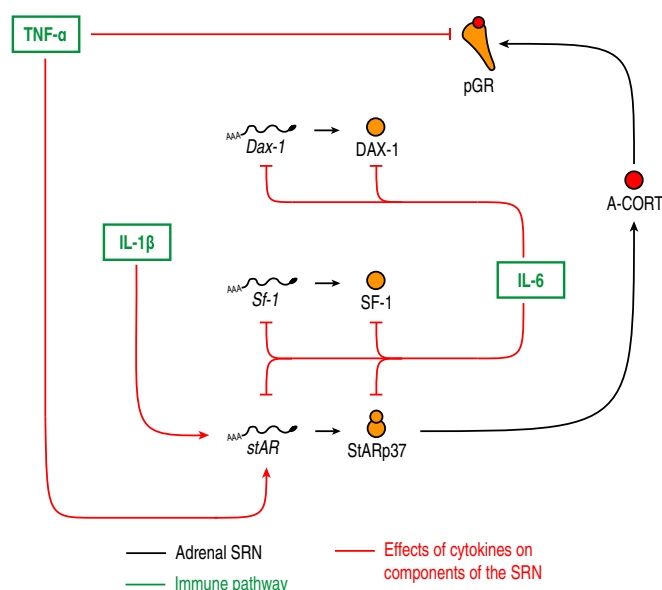 TNF-α
pGR
AAA
Dax-1
DAX-1
A-CORT
IL-1β
IL-6
AAA
Sf-1
SF-1
AAA
stAR
StARp37
Adrenal SRN
Immune pathway
Effects of cytokines on
components of the SRN